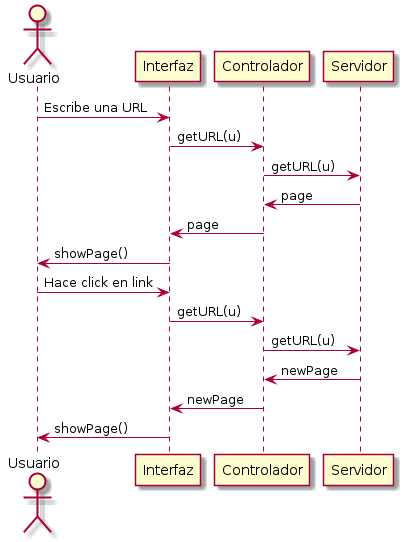 Usuario
Interfaz
Controlador
Servidor
Escribe una URL
getURL(u)
getURL(u)
page
page
showPage()
Hace click en link
getURL(u)
getURL(u)
newPage
newPage
showPage()
Usuario
Interfaz
Controlador
Servidor